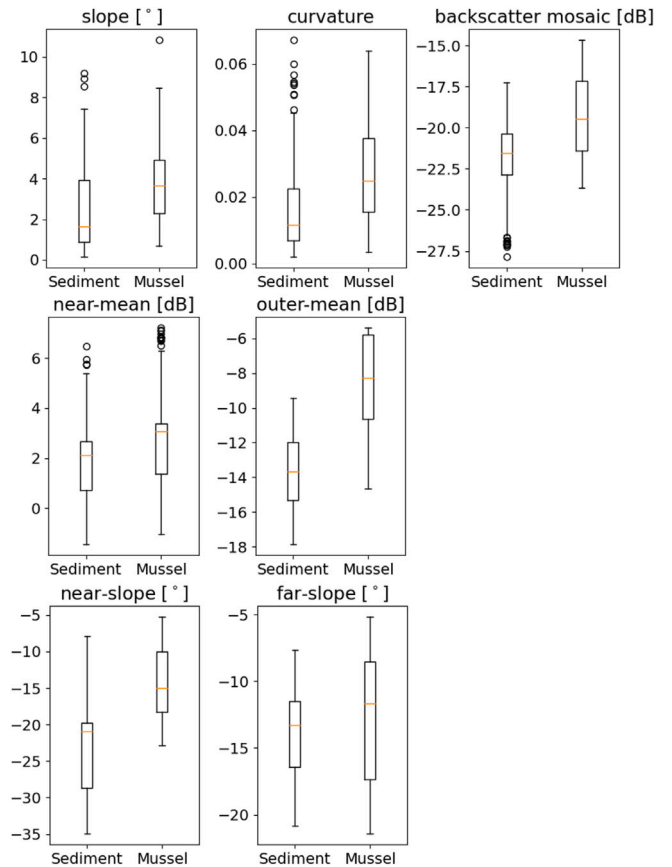 slope [°]
curvature
backscatter mosaic [dB]
10
8
6
4
2
0
Sediment Mussel
0.06
0.04
0.02
0.00
Sediment Mussel
−15.0
−17.5
−20.0
−22.5
−25.0
−27.5
Sediment Mussel
near-mean [dB]
outer-mean [dB]
6
4
2
0
Sediment Mussel
−6
−8
−10
−12
−14
−16
−18
Sediment Mussel
near-slope [°]
far-slope [°]
−5
−10
−15
−20
−25
−30
−35
Sediment Mussel
−5
−10
−15
−20
Sediment Mussel